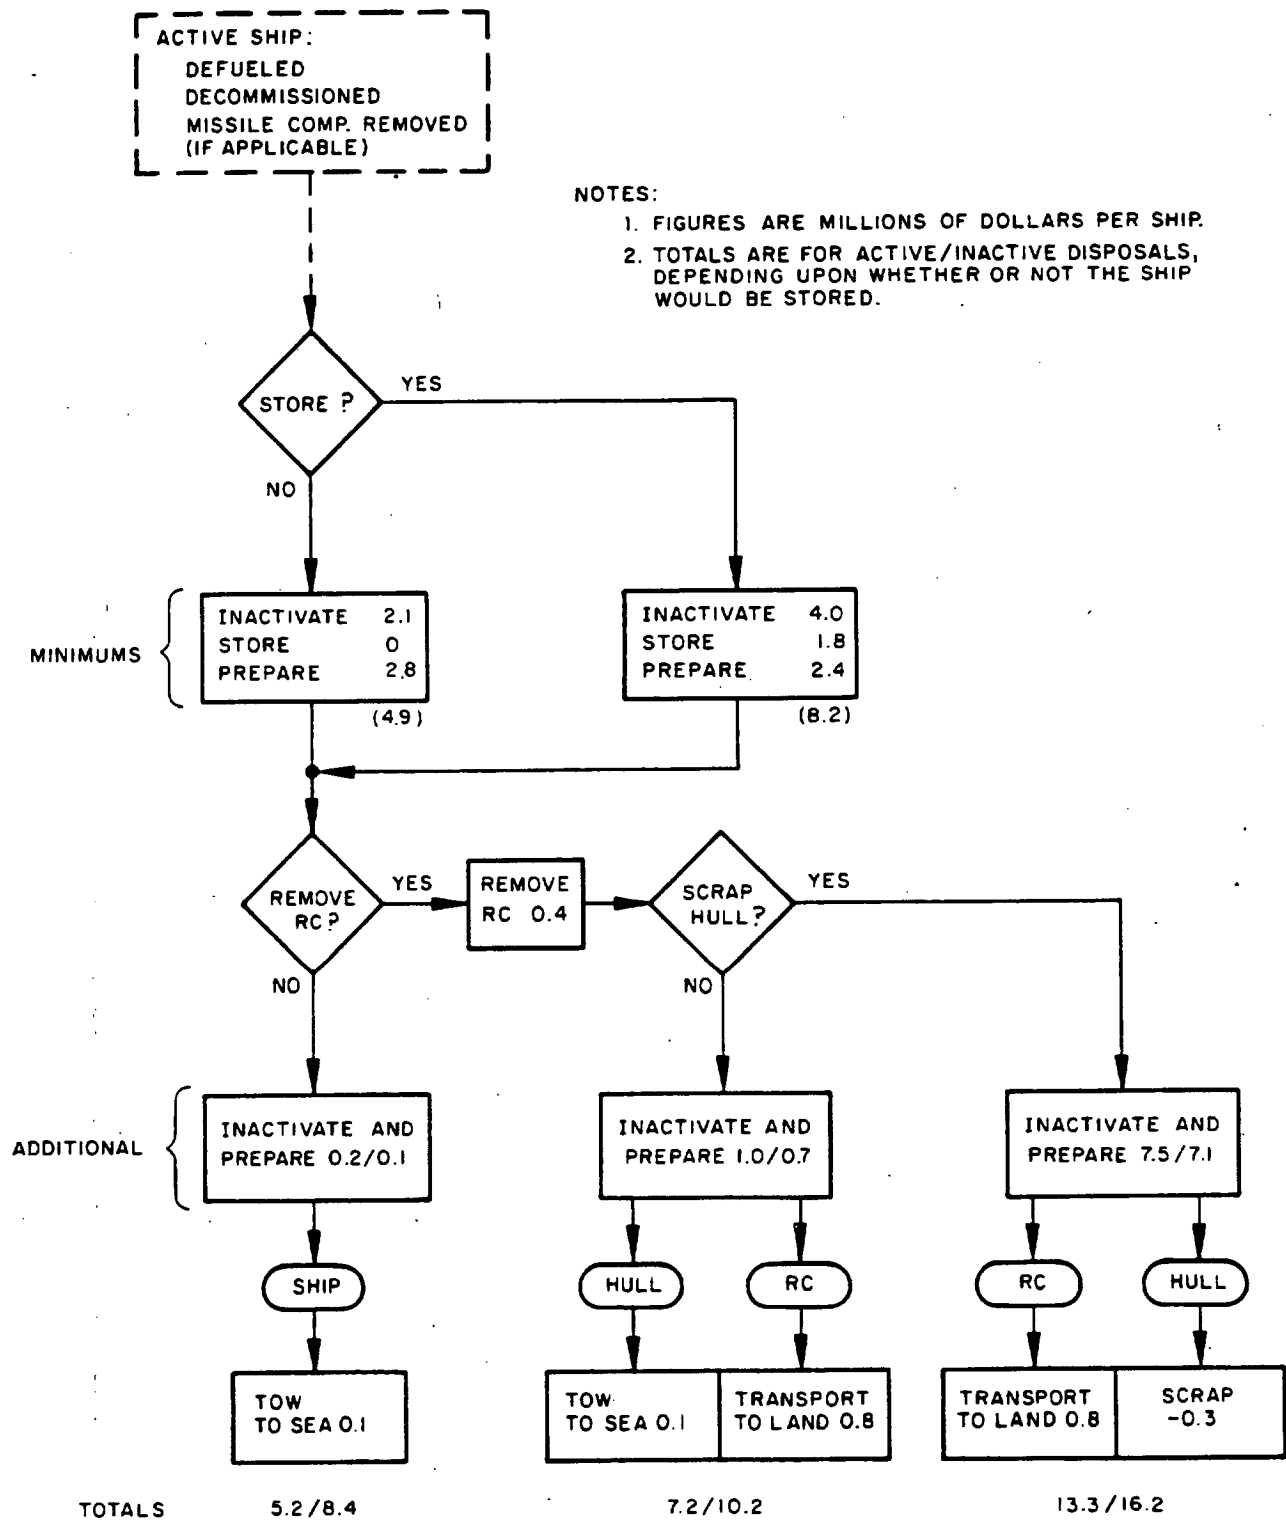 ACTIVE SHIP:
DEFUELED
DECOMMISSIONED
MISSILE COMP. REMOVED
(IF APPLICABLE)
NOTES:
1. FIGURES ARE MILLIONS OF DOLLARS PER SHIP.
2. TOTALS ARE FOR ACTIVE/INACTIVE DISPOSALS,
DEPENDING UPON WHETHER OR NOT THE SHIP
WOULD BE STORED.
STORE ?
YES
NO
MINIMUMS
INACTIVATE 2.1
STORE 0
PREPARE 2.8
(4.9)
INACTIVATE 4.0
STORE 1.8
PREPARE 2.4
(8.2)
REMOVE
RC?
YES
NO
REMOVE
RC 0.4
SCRAP
HULL?
YES
NO
ADDITIONAL
INACTIVATE AND
PREPARE 0.2/0.1
INACTIVATE AND
PREPARE 1.0/0.7
INACTIVATE AND
PREPARE 7.5/7.1
SHIP
HULL
RC
RC
HULL
TOW
TO SEA 0.1
TOW
TO SEA 0.1
TRANSPORT
TO LAND 0.8
TRANSPORT
TO LAND 0.8
SCRAP
-0.3
TOTALS 5.2/8.4 7.2/10.2 13.3/16.2